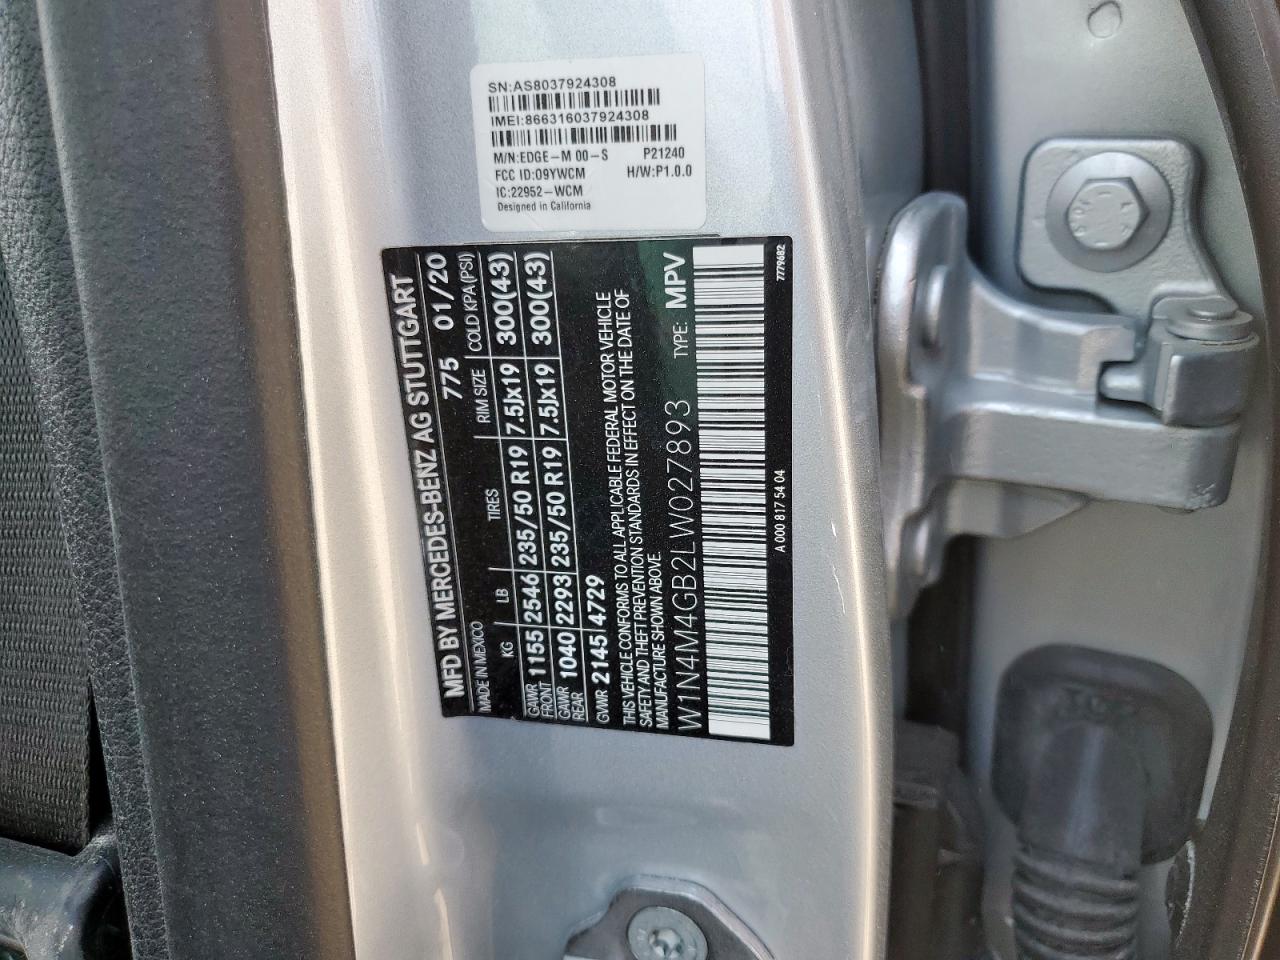 SN:AS8037924308
IMEI:866316037924308
M/N:EDGE-M 00-S P21240
FCC ID:09YWCM H/W:P1.0.0
IC:22952-WCM
Designed in California
MFD BY MERCEDES-BENZ AG STUTTGART
MADE IN MEXICO 775 01/20
KG LB TIRES RIM SIZE COLD KPA(PSI)
GAWR FRONT 1155 2546 235/50 R19 7.5Jx19 300(43)
GAWR REAR 1040 2293 235/50 R19 7.5Jx19 300(43)
GVWR 2145 4729
THIS VEHICLE CONFORMS TO ALL APPLICABLE FEDERAL MOTOR VEHICLE
SAFETY AND THEFT PREVENTION STANDARDS IN EFFECT ON THE DATE OF
MANUFACTURE SHOWN ABOVE.
W1N4M4GB2LW027893 TYPE: MPV
A 000 817 54 04 7779682